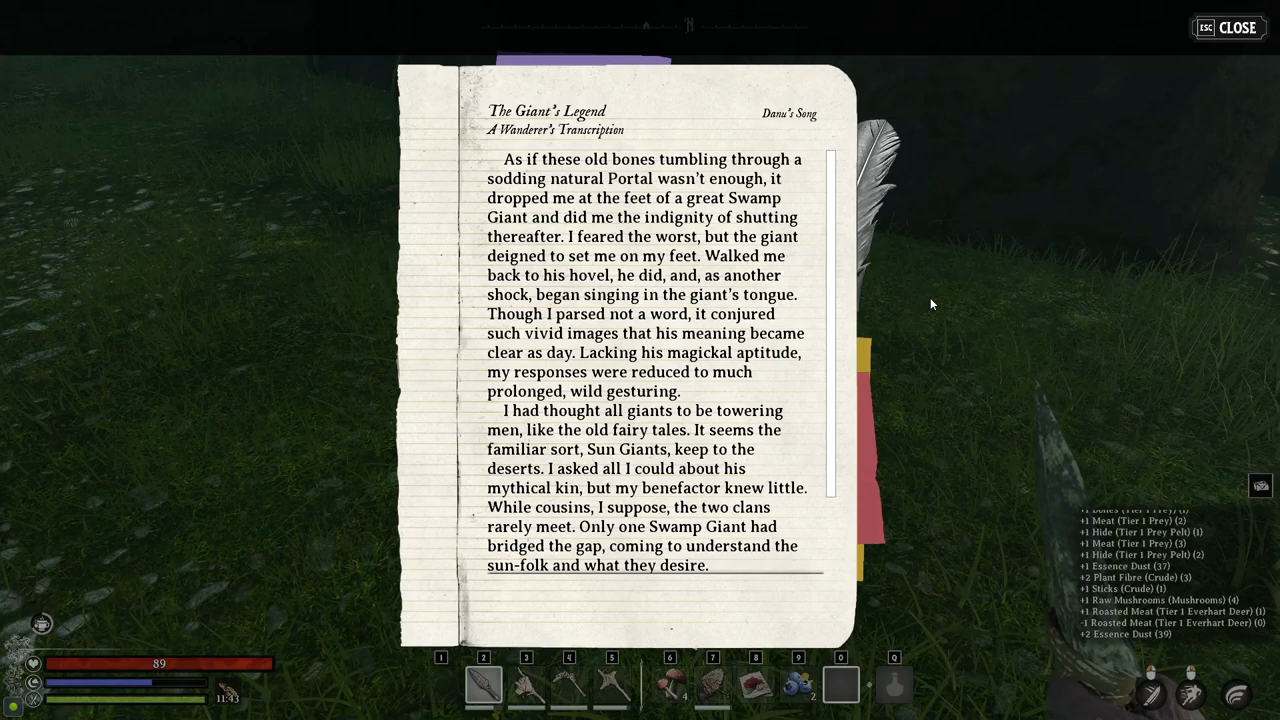 N
ESC CLOSE
The Giant's Legend
A Wanderer's Transcription
Danu's Song
As if these old bones tumbling through a
sodding natural Portal wasn't enough, it
dropped me at the feet of a great Swamp
Giant and did me the indignity of shutting
thereafter. I feared the worst, but the giant
deigned to set me on my feet. Walked me
back to his hovel, he did, and, as another
shock, began singing in the giant's tongue.
Though I parsed not a word, it conjured
such vivid images that his meaning became
clear as day. Lacking his magickal aptitude,
my responses were reduced to much
prolonged, wild gesturing.
I had thought all giants to be towering
men, like the old fairy tales. It seems the
familiar sort, Sun Giants, keep to the
deserts. I asked all I could about his
mythical kin, but my benefactor knew little.
While cousins, I suppose, the two clans
rarely meet. Only one Swamp Giant had
bridged the gap, coming to understand the
sun-folk and what they desire.
+1 Bones (Tier 1 Prey) (1)
+1 Meat (Tier 1 Prey) (2)
+1 Hide (Tier 1 Prey Pelt) (1)
+1 Meat (Tier 1 Prey) (3)
+1 Hide (Tier 1 Prey Pelt) (2)
+1 Essence Dust (37)
+2 Plant Fibre (Crude) (3)
+1 Sticks (Crude) (1)
+1 Raw Mushrooms (Mushrooms) (4)
+1 Roasted Meat (Tier 1 Everhart Deer) (1)
-1 Roasted Meat (Tier 1 Everhart Deer) (0)
+2 Essence Dust (39)
1 2 3 4 5 6 7 8 9 0 Q
4 2
89
11:43